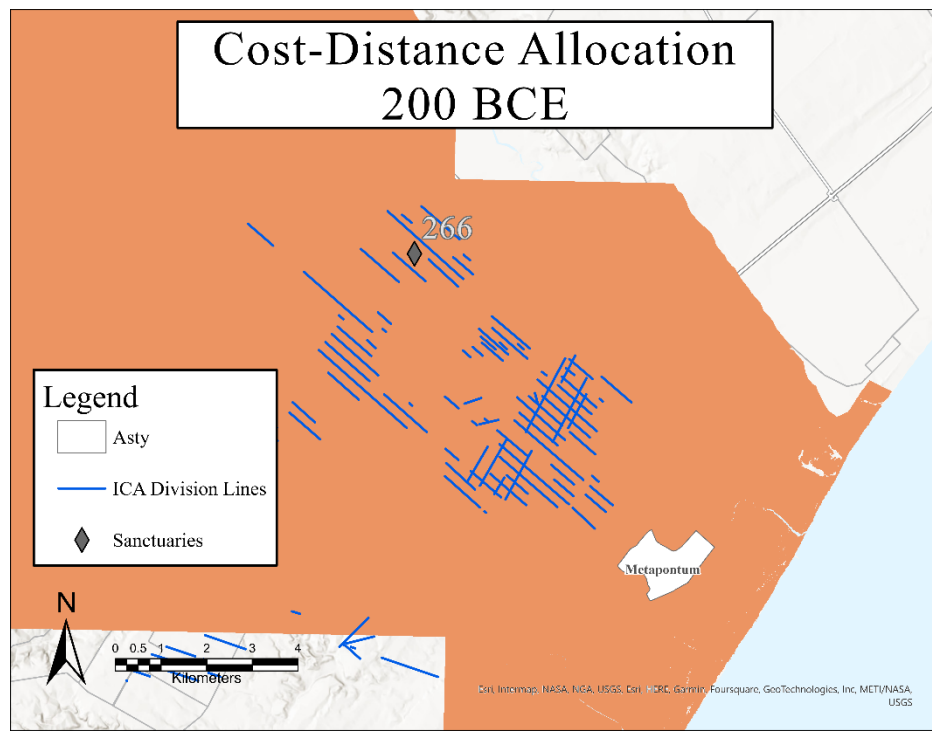 Cost-Distance Allocation
200 BCE
266
Legend
Asty
ICA Division Lines
Sanctuaries
Metapontum
N
0 0.5 1 2 3 4
Kilometers
Esri, Intermap, NASA, NGA, USGS, Esri, HERE, Garmin, Foursquare, GeoTechnologies, Inc, METI/NASA,
USGS